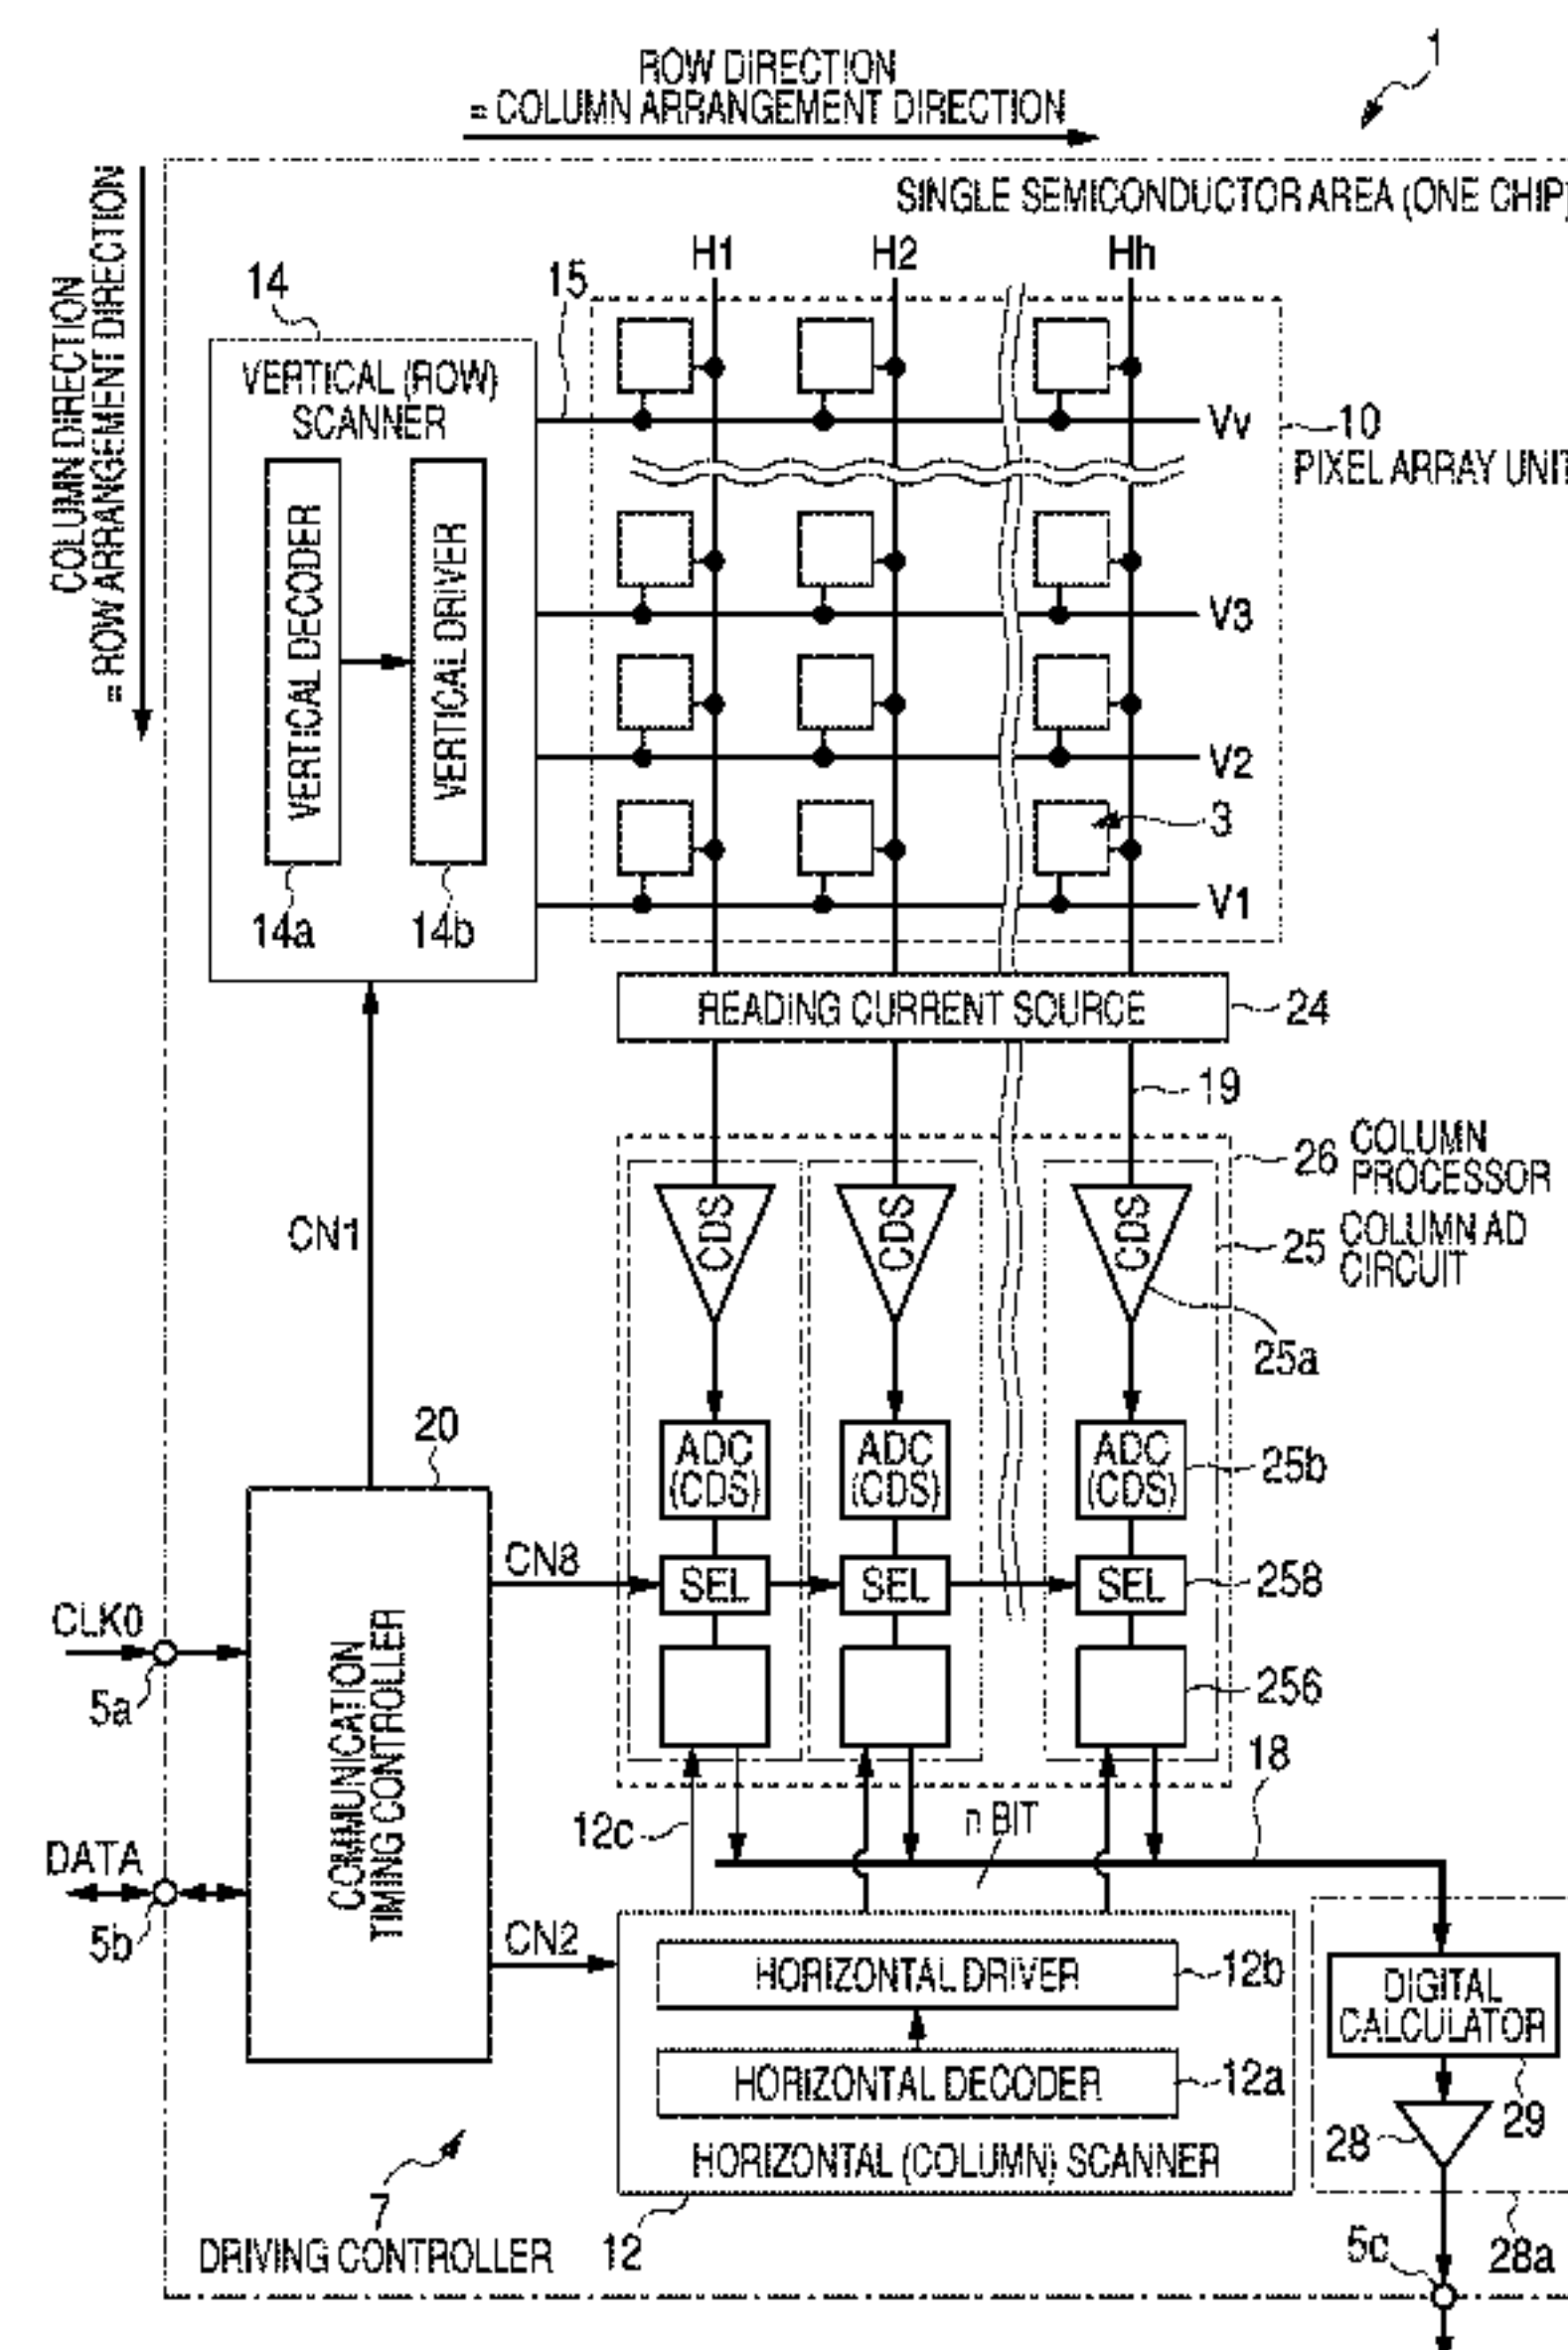 1
ROW DIRECTION
= COLUMN ARRANGEMENT DIRECTION
COLUMN DIRECTION
= ROW ARRANGEMENT DIRECTION
SINGLE SEMICONDUCTOR AREA (ONE CHIP)
H1
H2
Hh
14
15
VERTICAL (ROW)
SCANNER
VERTICAL DECODER
VERTICAL DRIVER
14a
14b
Vv
10
PIXEL ARRAY UNIT
V3
V2
3
V1
READING CURRENT SOURCE
24
19
26
COLUMN
PROCESSOR
25
COLUMN AD
CIRCUIT
CDS
CDS
CDS
25a
CN1
20
ADC
(CDS)
ADC
(CDS)
ADC
(CDS)
25b
CN8
SEL
SEL
SEL
258
CLK0
5a
COMMUNICATION
TIMING CONTROLLER
256
18
12c
n BIT
DATA
5b
CN2
HORIZONTAL DRIVER
12b
HORIZONTAL DECODER
12a
HORIZONTAL (COLUMN) SCANNER
12
DIGITAL
CALCULATOR
29
28
28a
5c
7
DRIVING CONTROLLER